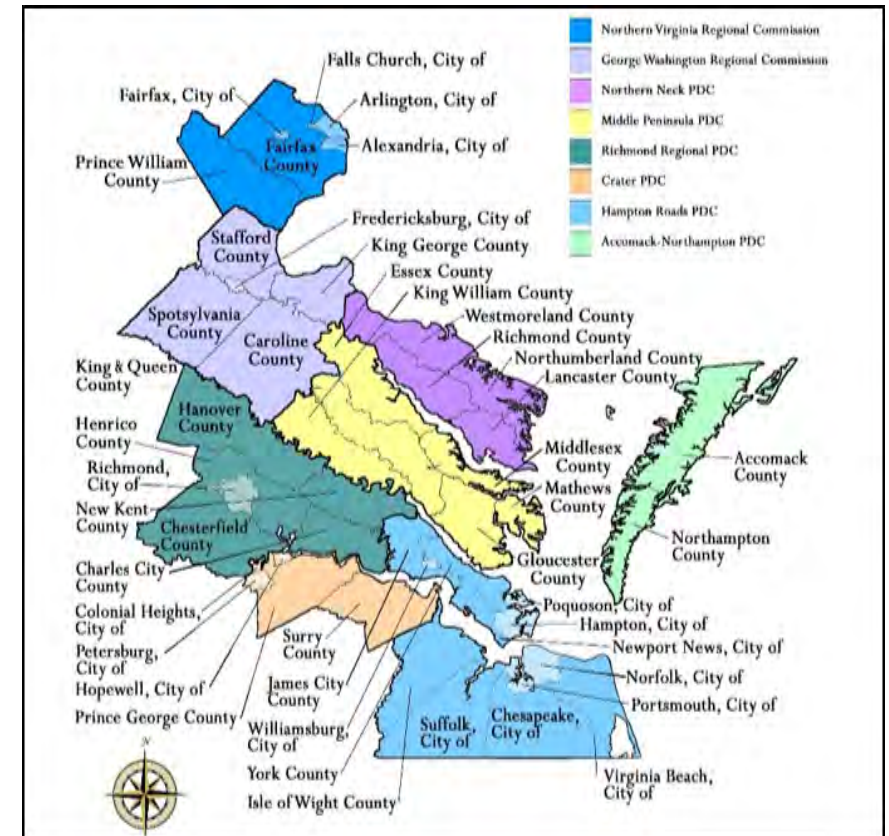 Northern Virginia Regional Commission
George Washington Regional Commission
Northern Neck PDC
Middle Peninsula PDC
Richmond Regional PDC
Crater PDC
Hampton Roads PDC
Accomack-Northampton PDC
Falls Church, City of
Fairfax, City of
Arlington, City of
Alexandria, City of
Fairfax
County
Prince William
County
Fredericksburg, City of
Stafford
County
King George County
Essex County
King William County
Spotsylvania
County
Westmoreland County
Caroline
County
Richmond County
Northumberland County
King & Queen
County
Lancaster County
Hanover
County
Henrico
County
Middlesex
County
Accomack
County
Richmond,
City of
Mathews
County
New Kent
County
Chesterfield
County
Northampton
County
Gloucester
County
Charles City
County
Colonial Heights,
City of
Poquoson, City of
Hampton, City of
Newport News, City of
Petersburg,
City of
Surry
County
Norfolk, City of
Hopewell, City of
James City
County
Portsmouth, City of
Prince George County
Williamsburg,
City of
Suffolk,
City of
Chesapeake,
City of
York County
Virginia Beach,
City of
Isle of Wight County
N